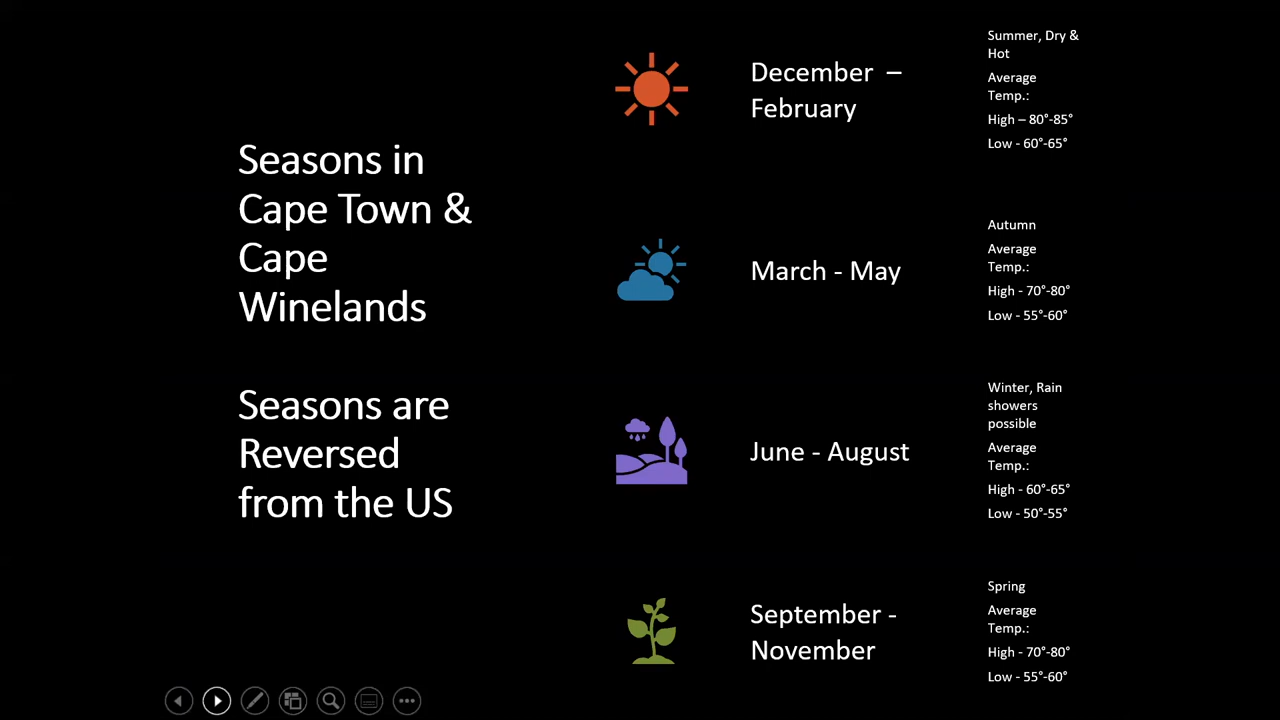 Seasons in
Cape Town &
Cape
Winelands
Seasons are
Reversed
from the US
December –
February
Summer, Dry &
Hot
Average
Temp.:
High – 80°-85°
Low - 60°-65°
March - May
Autumn
Average
Temp.:
High - 70°-80°
Low - 55°-60°
June - August
Winter, Rain
showers
possible
Average
Temp.:
High - 60°-65°
Low - 50°-55°
September -
November
Spring
Average
Temp.:
High - 70°-80°
Low - 55°-60°